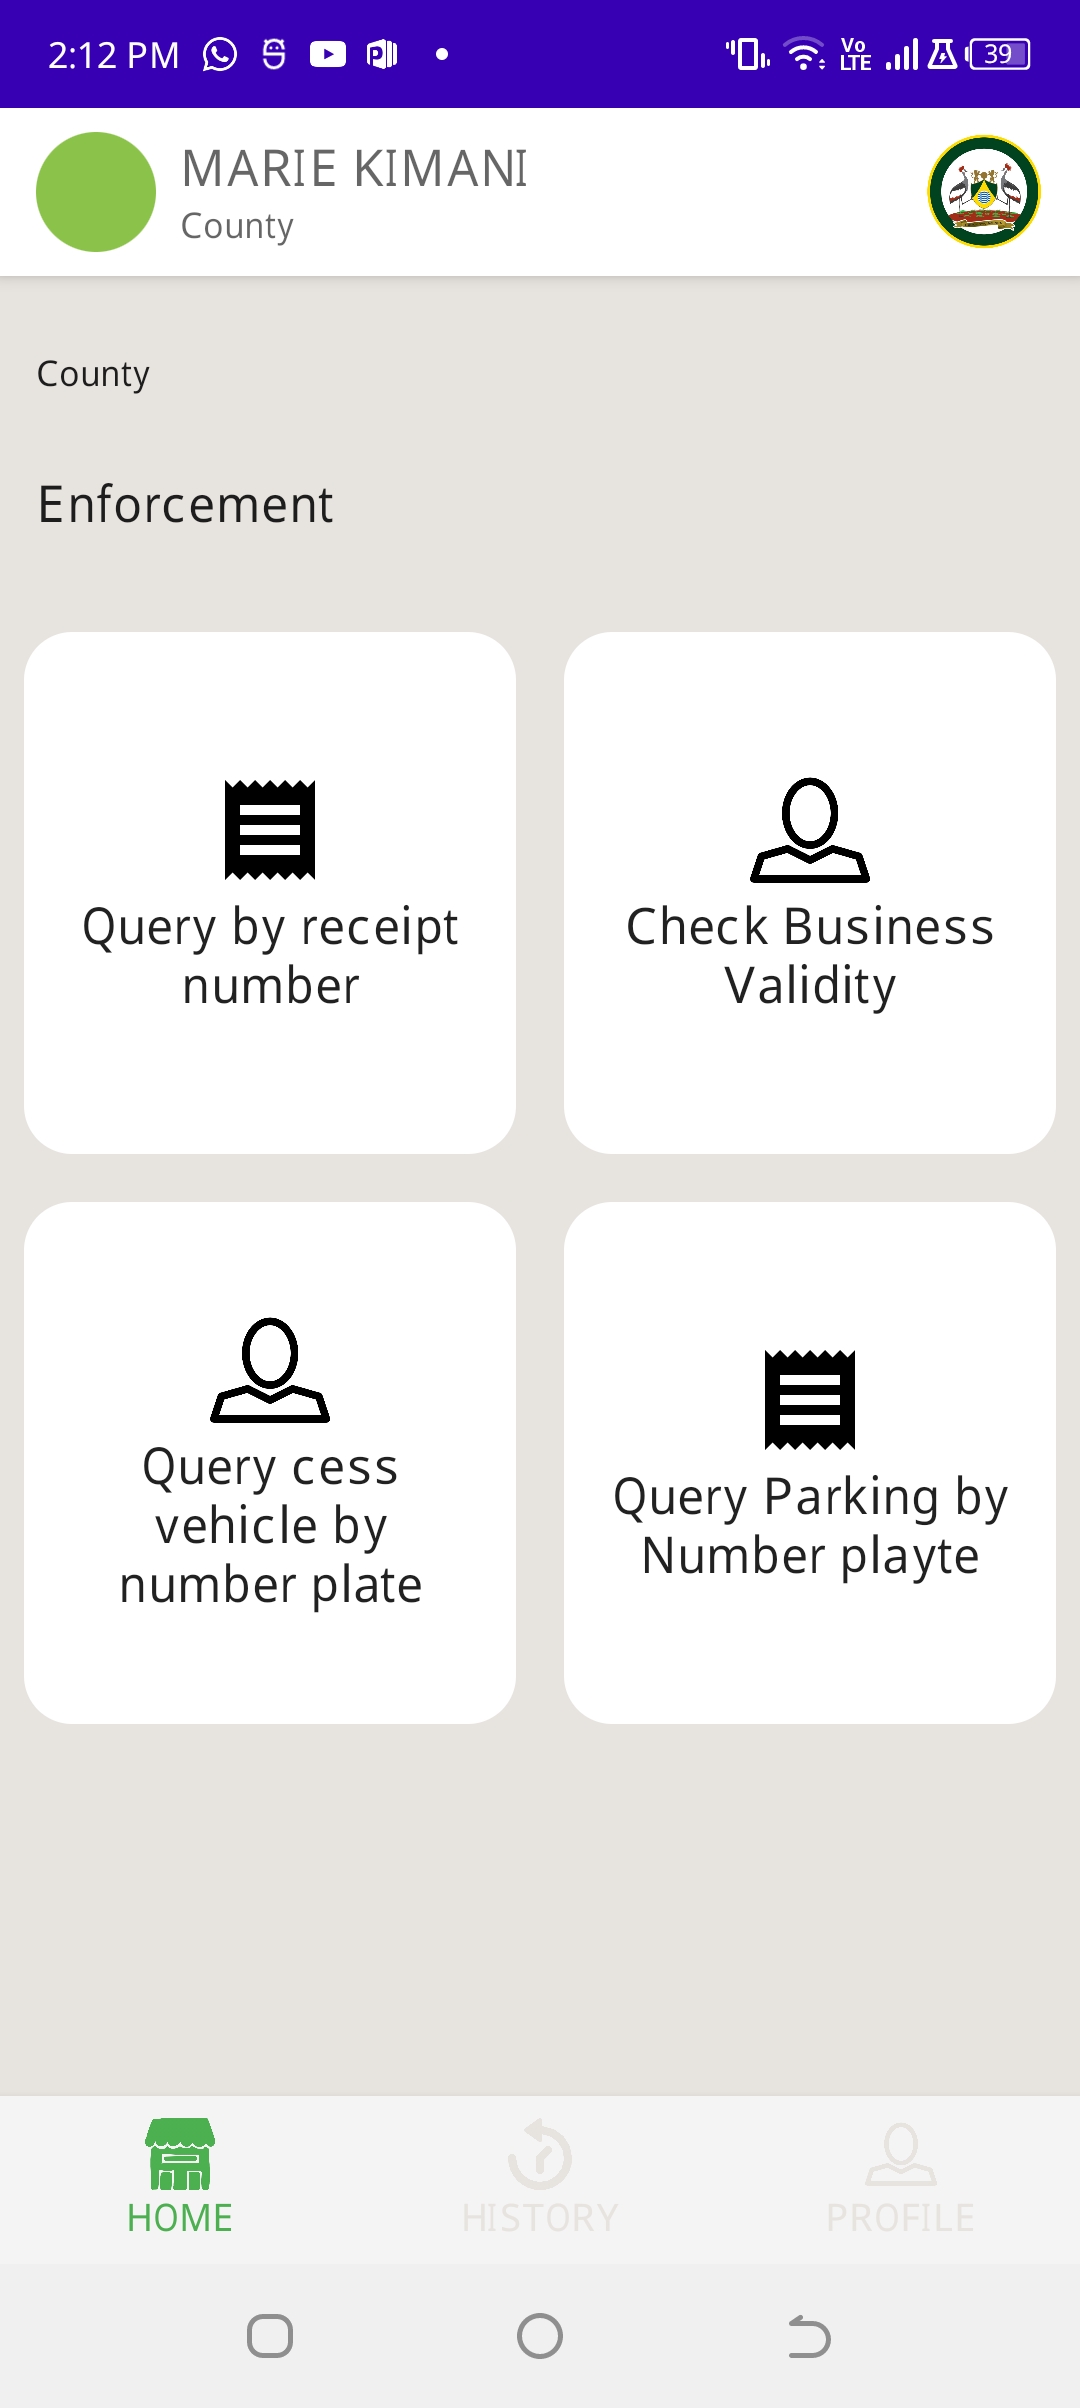 2:12 PM
Vo
LTE
39
MARIE KIMANI
County
County
Enforcement
Query by receipt
number
Check Business
Validity
Query cess
vehicle by
number plate
Query Parking by
Number playte
HOME
HISTORY
PROFILE